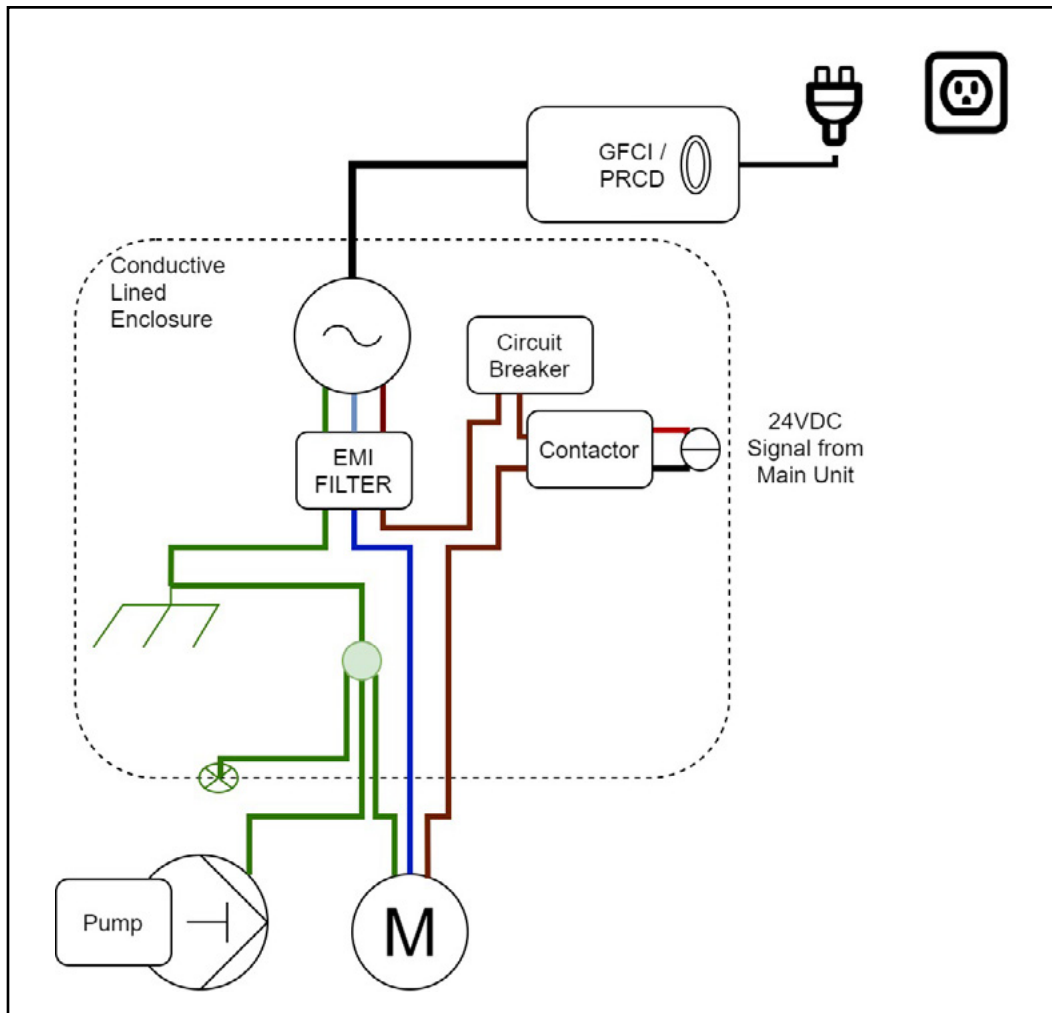 GFCI /
PRCD
Conductive
Lined
Enclosure
Circuit
Breaker
24VDC
Signal from
Main Unit
Contactor
EMI
FILTER
Pump
M